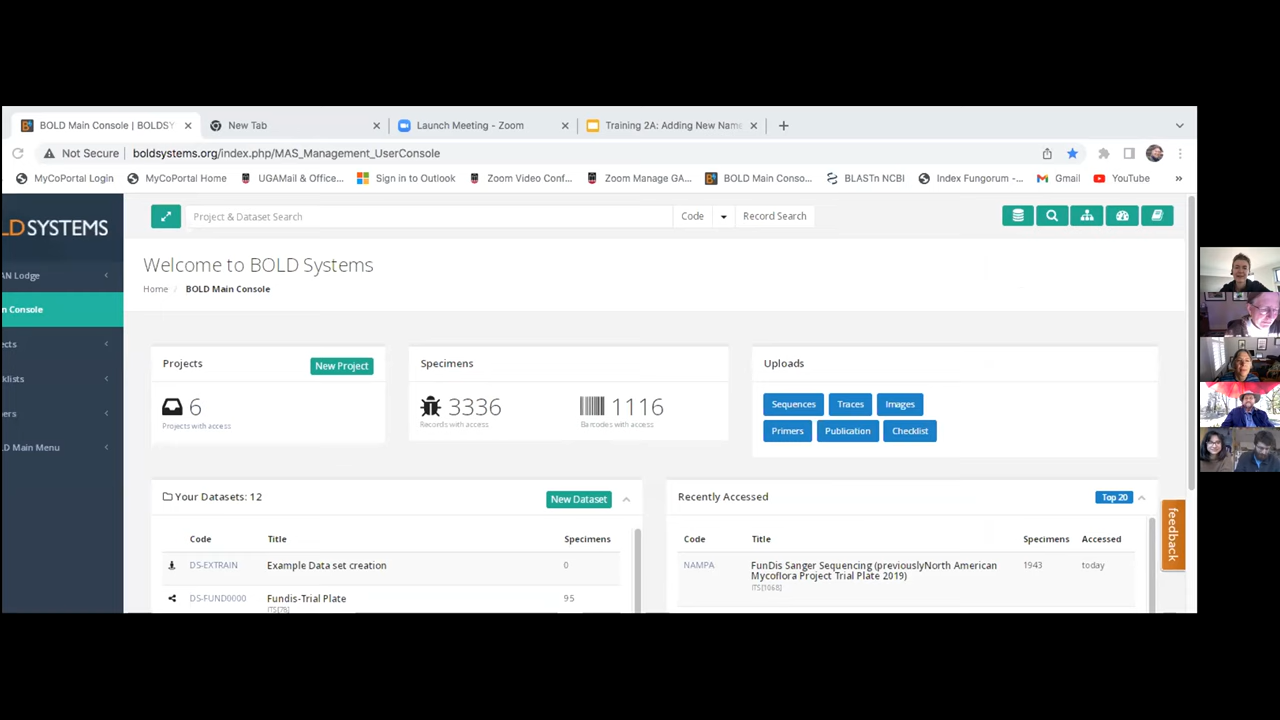 BOLD Main Console | BOLDSY
New Tab
Launch Meeting - Zoom
Training 2A: Adding New Name
Not Secure
boldsystems.org/index.php/MAS_Management_UserConsole
MyCoPortal Login
MyCoPortal Home
UGAMail & Office...
Sign in to Outlook
Zoom Video Conf...
Zoom Manage GA...
BOLD Main Conso...
BLASTn NCBI
Index Fungorum -...
Gmail
YouTube
»
LDSYSTEMS
Project & Dataset Search
Code
Record Search
AN Lodge
n Console
ects
klists
ners
LD Main Menu
Welcome to BOLD Systems
Home / BOLD Main Console
Projects
New Project
6
Projects with access
Specimens
3336
Records with access
1116
Barcodes with access
Uploads
Sequences
Traces
Images
Primers
Publication
Checklist
Your Datasets: 12
New Dataset
Code Title Specimens
DS-EXTRAIN Example Data set creation 0
DS-FUND0000 Fundis-Trial Plate 95
ITS[78]
Recently Accessed
Top 20
Code Title Specimens Accessed
NAMPA FunDis Sanger Sequencing (previouslyNorth American 1943 today
Mycoflora Project Trial Plate 2019)
ITS[1068]
feedback